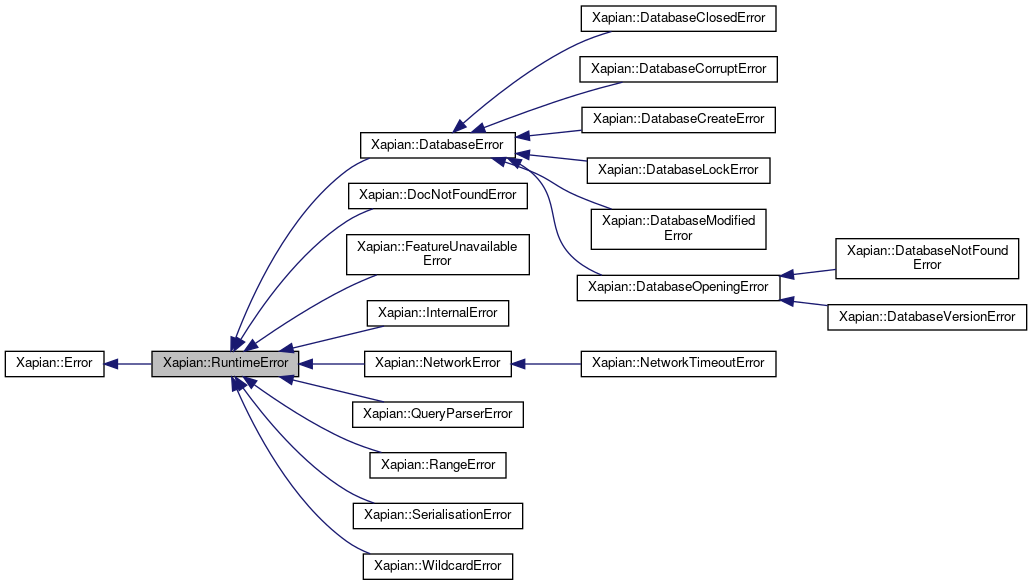 Xapian::DatabaseClosedError
Xapian::DatabaseCorruptError
Xapian::DatabaseCreateError
Xapian::DatabaseError
Xapian::DatabaseLockError
Xapian::DocNotFoundError
Xapian::DatabaseModified
Error
Xapian::FeatureUnavailable
Error
Xapian::DatabaseNotFound
Error
Xapian::DatabaseOpeningError
Xapian::InternalError
Xapian::DatabaseVersionError
Xapian::Error
Xapian::RuntimeError
Xapian::NetworkError
Xapian::NetworkTimeoutError
Xapian::QueryParserError
Xapian::RangeError
Xapian::SerialisationError
Xapian::WildcardError